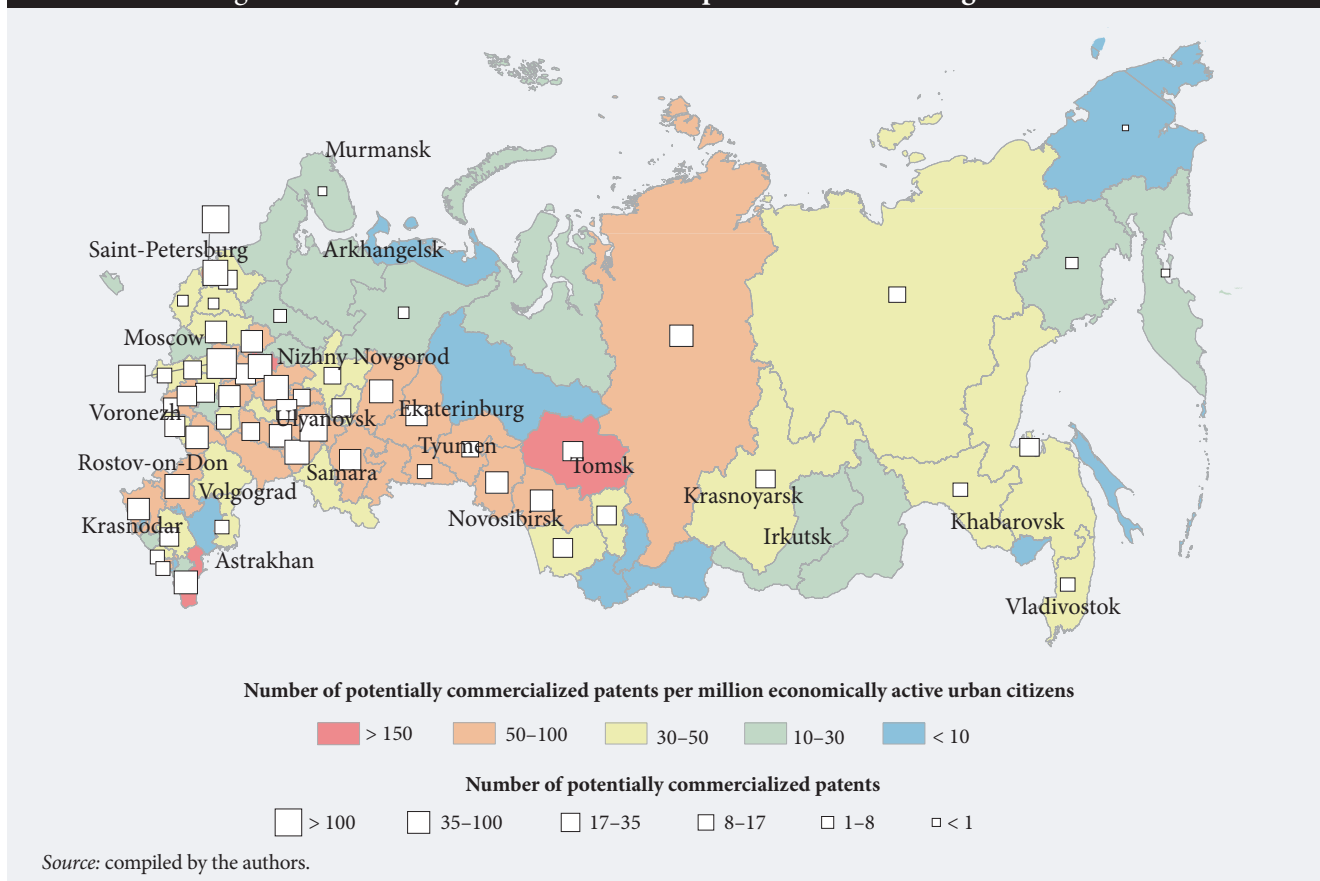 Murmansk
Saint-Petersburg
Arkhangelsk
Moscow
Nizhny Novgorod
Voronezh
Ekaterinburg
Ulyanovsk
Tyumen
Rostov-on-Don
Samara
Tomsk
Volgograd
Krasnoyarsk
Krasnodar
Novosibirsk
Khabarovsk
Irkutsk
Astrakhan
Vladivostok
Number of potentially commercialized patents per million economically active urban citizens
> 150 50–100 30–50 10–30 < 10
Number of potentially commercialized patents
> 100 35–100 17–35 8–17 1–8 < 1
Source: compiled by the authors.